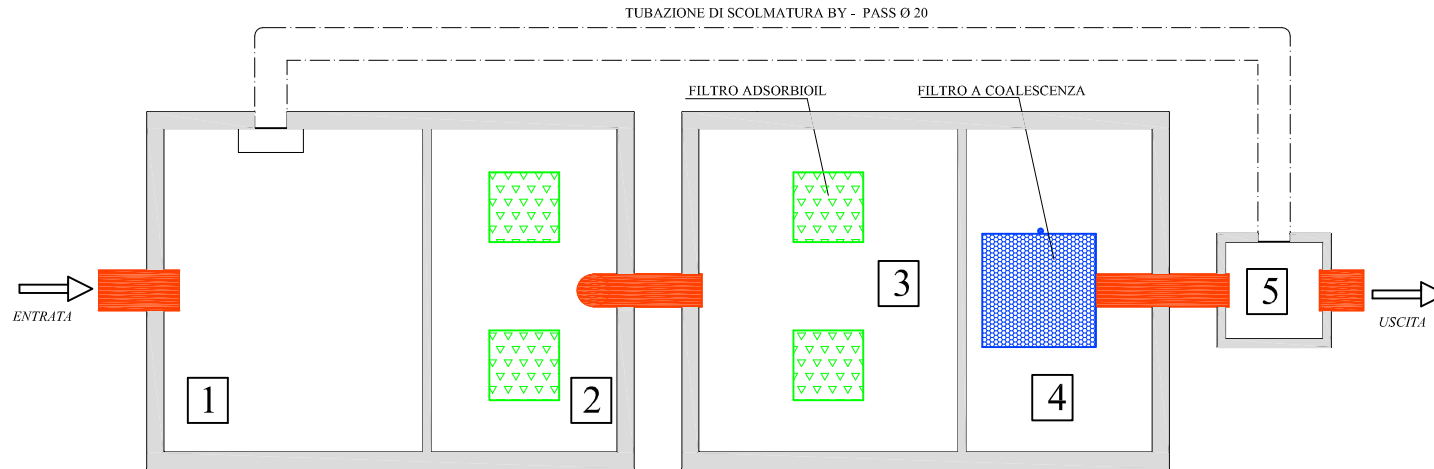 TUBAZIONE DI SCOLMATURA BY - PASS Ø 20
FILTRO ADSORBIOIL
FILTRO A COALESCENZA
ENTRATA
3
5
USCITA
1
2
4